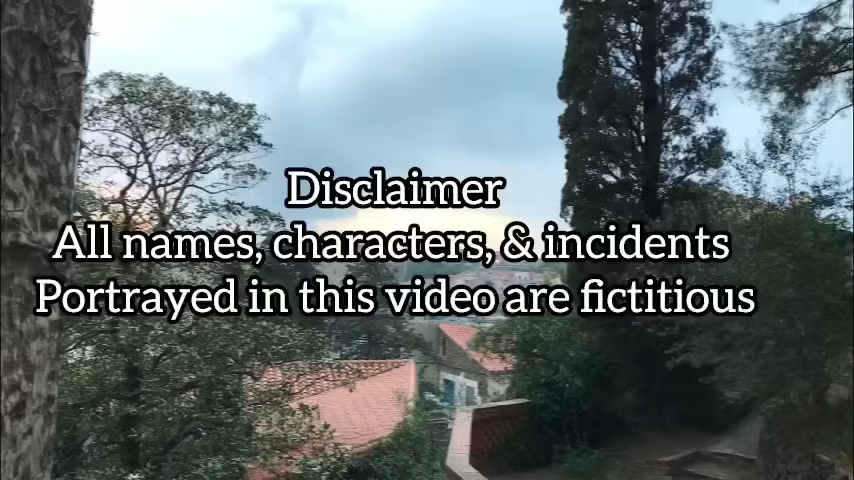 Disclaimer
All names, characters, & incidents
Portrayed in this video are fictitious